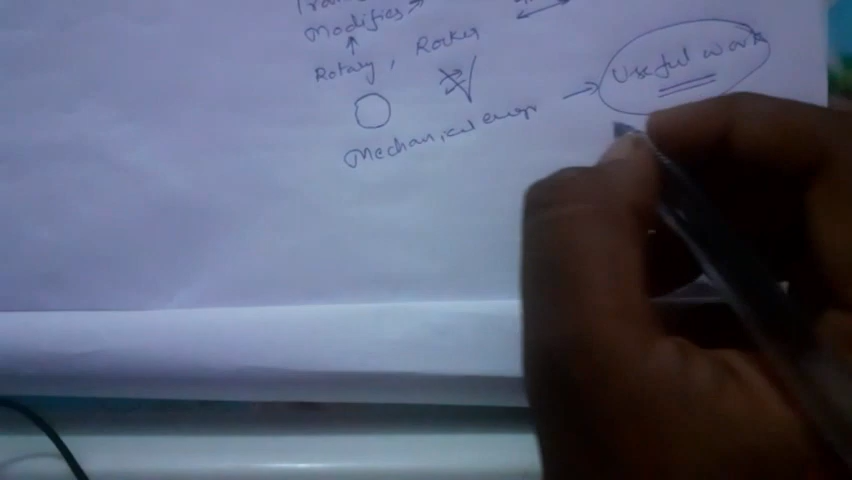 Modifies
Rotary, Rocker
Useful work
Mechanical energy